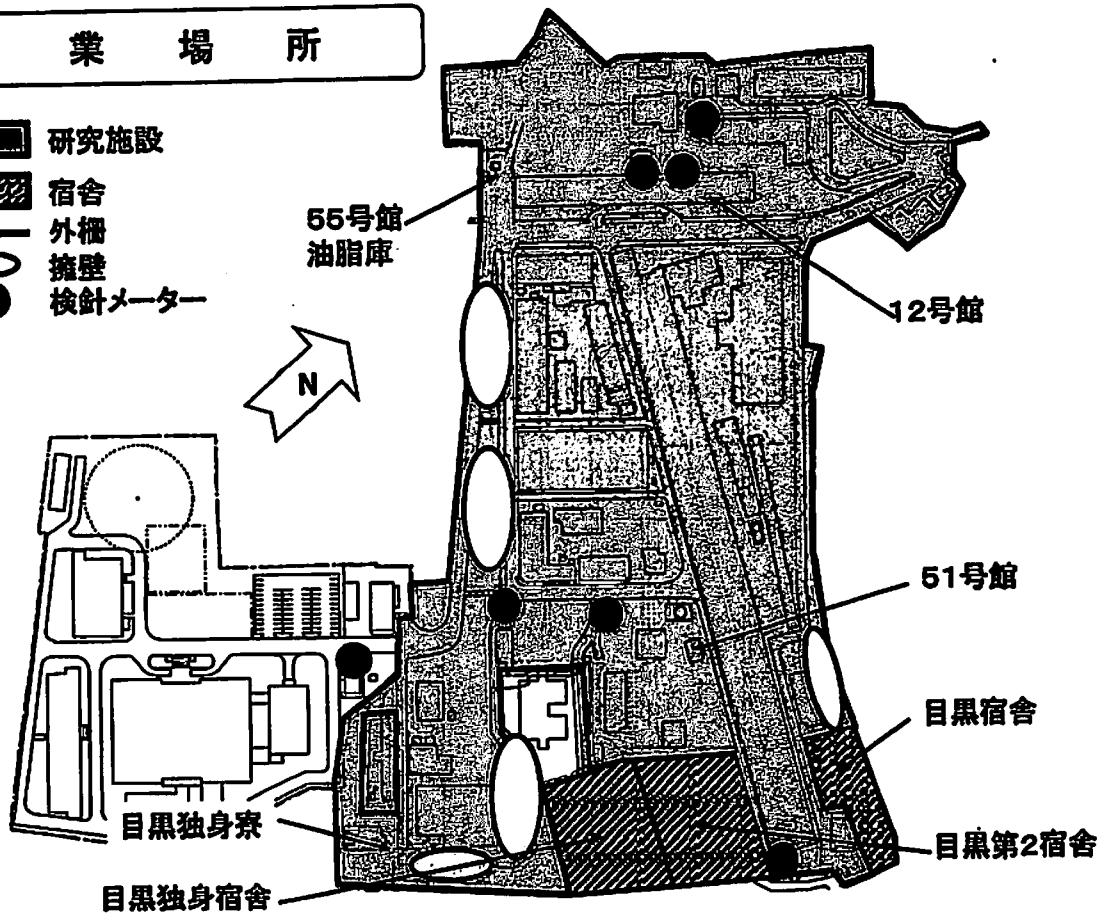 業場所
研究施設
宿舎
外柵
擁壁
検針メーター
55号館
油脂庫
12号館
N
51号館
目黒宿舎
目黒独身寮
目黒第2宿舎
目黒独身宿舎